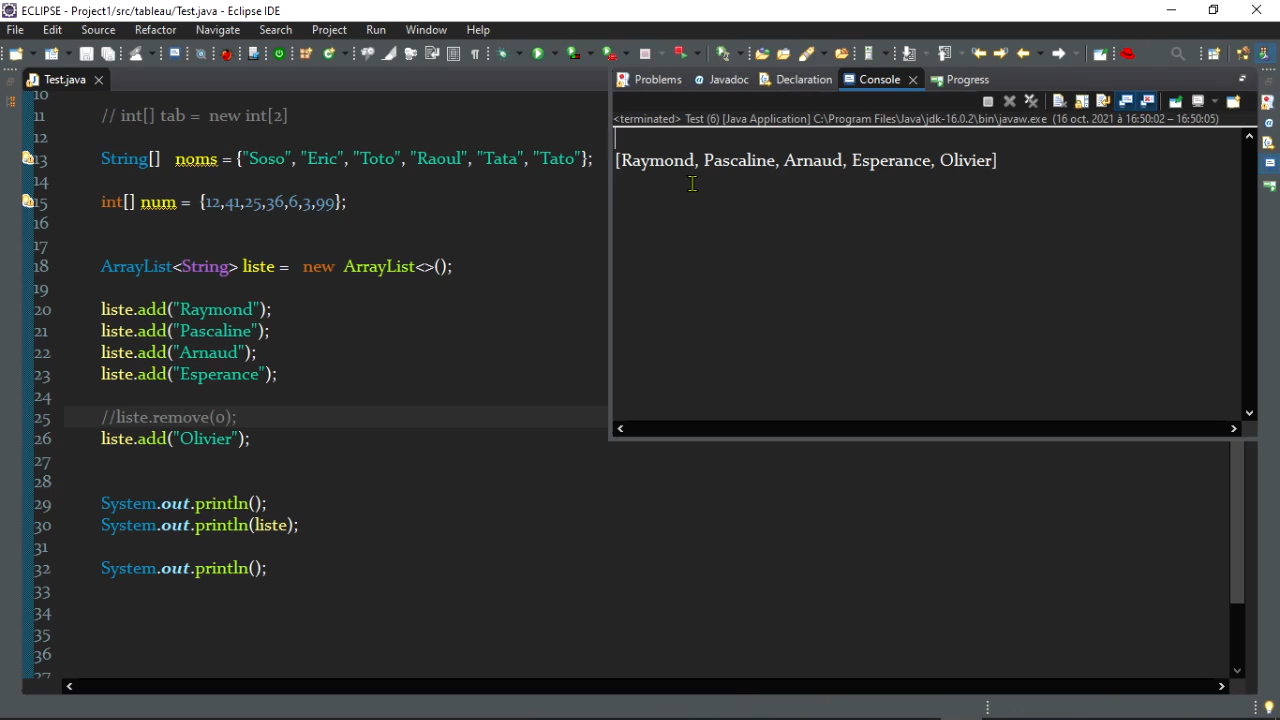 ECLIPSE - Project1/src/tableau/Test.java - Eclipse IDE
File Edit Source Refactor Navigate Search Project Run Window Help
Test.java
Problems Javadoc Declaration Console Progress
<terminated> Test (6) [Java Application] C:\Program Files\Java\jdk-16.0.2\bin\javaw.exe (16 oct. 2021 à 16:50:02 – 16:50:05)
[Raymond, Pascaline, Arnaud, Esperance, Olivier]
10
11 // int[] tab = new int[2]
12
13 String[] noms = {"Soso", "Eric", "Toto", "Raoul", "Tata", "Tato"};
14
15 int[] num = {12,41,25,36,6,3,99};
16
17
18 ArrayList<String> liste = new ArrayList<>();
19
20 liste.add("Raymond");
21 liste.add("Pascaline");
22 liste.add("Arnaud");
23 liste.add("Esperance");
24
25 //liste.remove(0);
26 liste.add("Olivier");
27
28
29 System.out.println();
30 System.out.println(liste);
31
32 System.out.println();
33
34
35
36
37